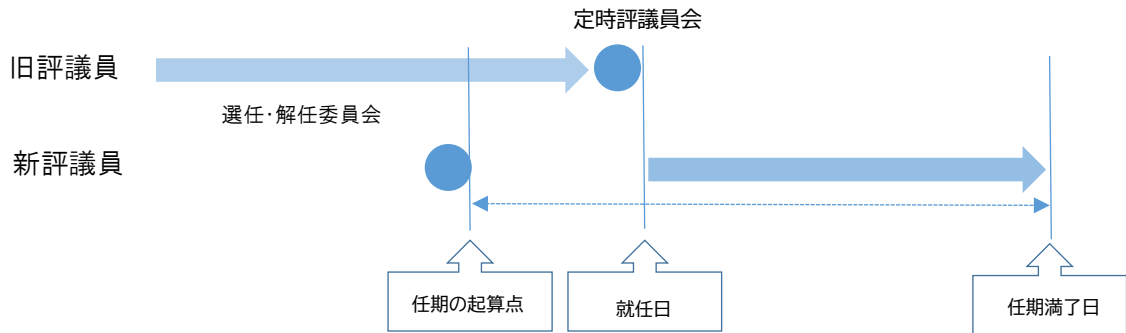 定時評議員会
旧評議員
選任･解任委員会
新評議員
任期の起算点
就任日
任期満了日